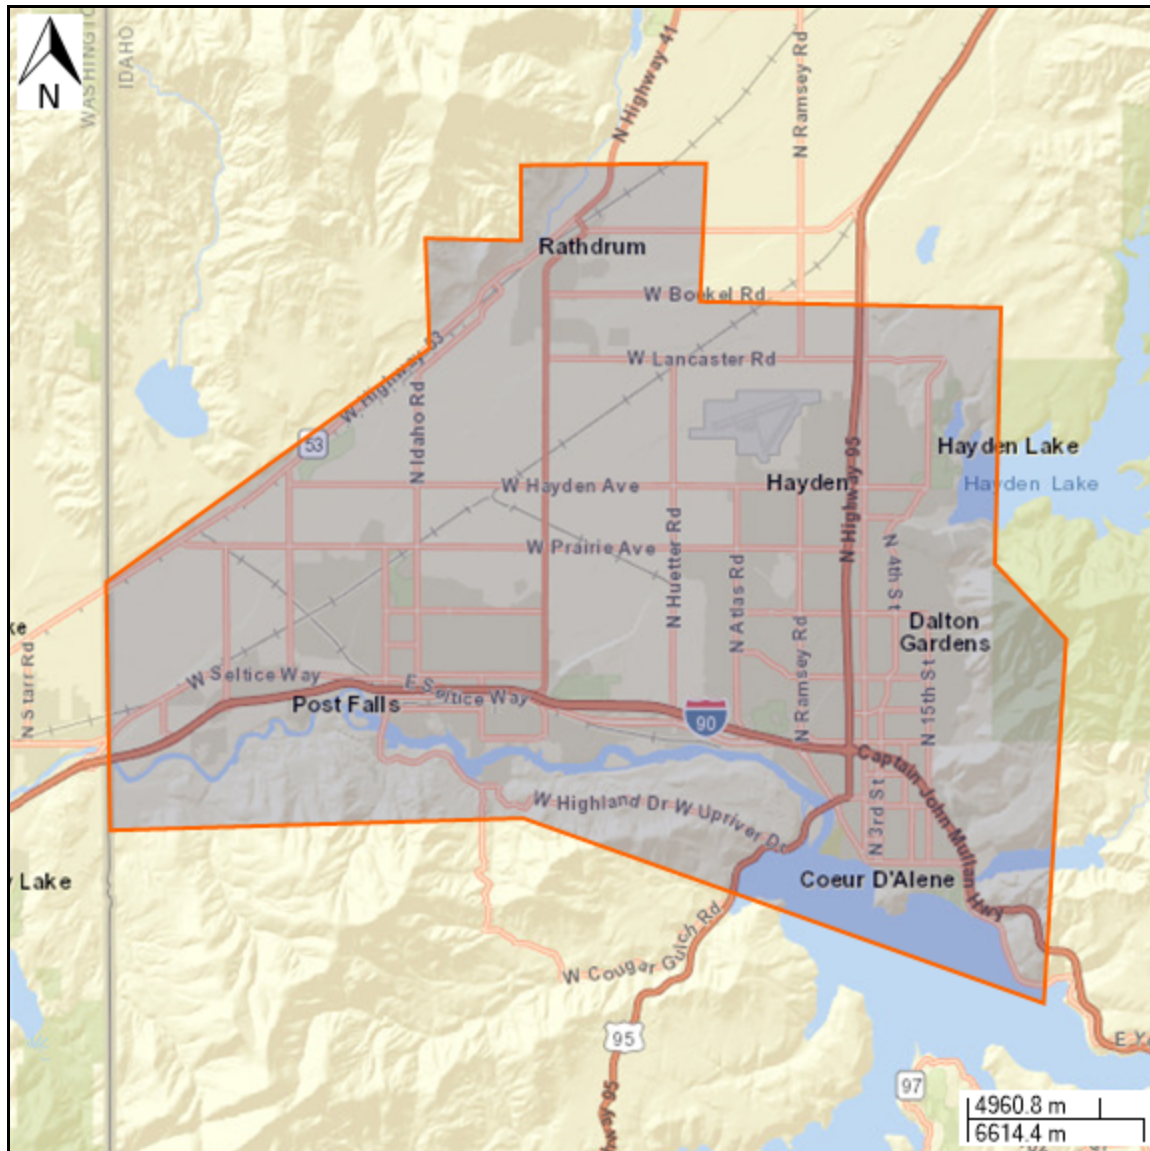 WASHINGTON
IDAHO
N
N Highway 41
N Ramsey Rd
Rathdrum
W Boekel Rd
W Lancaster Rd
W Highway 53
53
N Idaho Rd
Hayden Lake
Hayden Lake
Hayden
N Highway 95
W Hayden Ave
W Prairie Ave
N Huetter Rd
N Atlas Rd
N 4th St
Dalton
Gardens
N Starr Rd
W Seltice Way
E Seltice Way
Post Falls
N Ramsey Rd
N 15th St
90
Captain John Mullan Hwy
W Highland Dr
W Upriver Dr
N 3rd St
Lake
Coeur D'Alene
W Cougar Gulch Rd
95
97
4960.8 m
6614.4 m